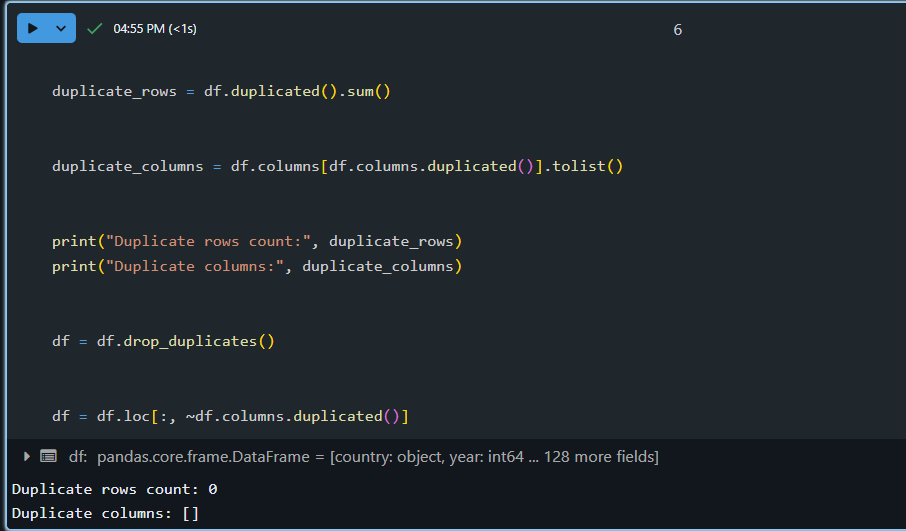 04:55 PM (<1s)
6
duplicate_rows = df.duplicated().sum()
duplicate_columns = df.columns[df.columns.duplicated()].tolist()
print("Duplicate rows count:", duplicate_rows)
print("Duplicate columns:", duplicate_columns)
df = df.drop_duplicates()
df = df.loc[:, ~df.columns.duplicated()]
df: pandas.core.frame.DataFrame = [country: object, year: int64 ... 128 more fields]
Duplicate rows count: 0
Duplicate columns: []